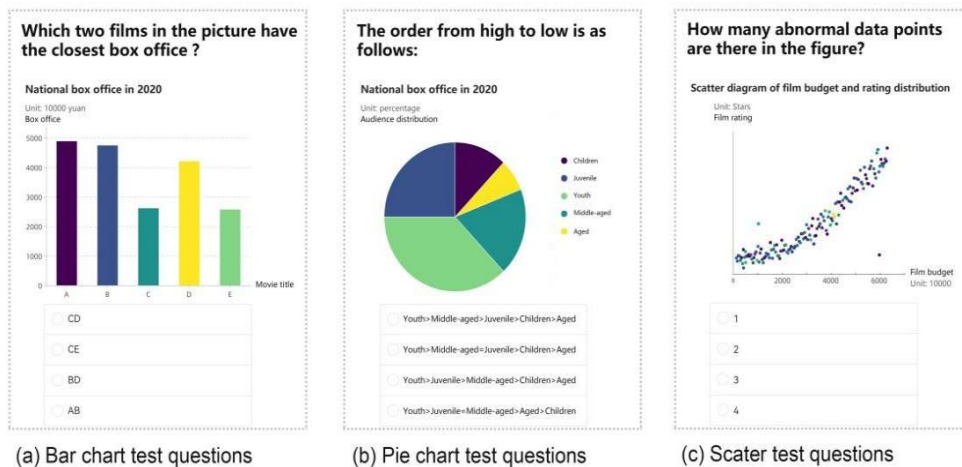 Which two films in the picture have
the closest box office ?
National box office in 2020
Unit: 10000 yuan
Box office
5000
4000
3000
2000
1000
0
A B C D E
Movie title
CD
CE
BD
AB
(a) Bar chart test questions
The order from high to low is as
follows:
National box office in 2020
Unit: percentage
Audience distribution
Children
Juvenile
Youth
Middle-aged
Aged
Youth>Middle-aged>Juvenile>Children>Aged
Youth>Middle-aged=Juvenile>Children>Aged
Youth>Juvenile>Middle-aged>Children>Aged
Youth>Juvenile=Middle-aged>Aged>Children
(b) Pie chart test questions
How many abnormal data points
are there in the figure?
Scatter diagram of film budget and rating distribution
Unit: Stars
Film rating
2000 4000 6000
Film budget
Unit: 10000
1
2
3
4
(c) Scater test questions